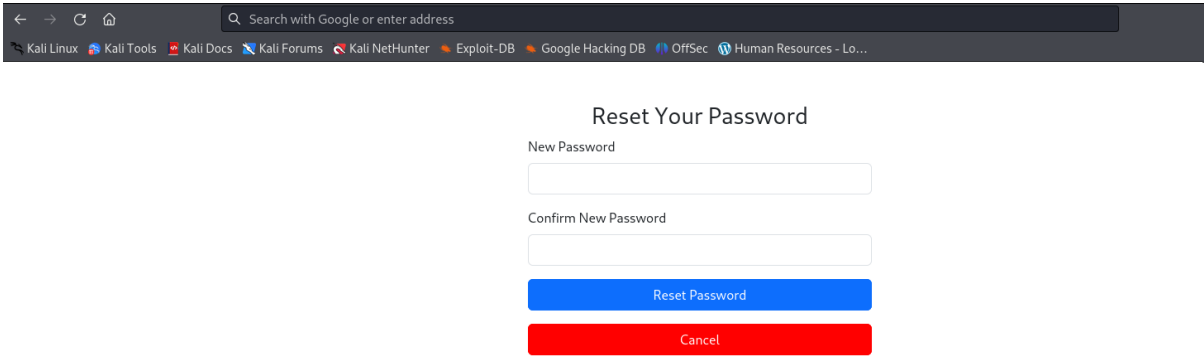 Search with Google or enter address
Kali Linux Kali Tools Kali Docs Kali Forums Kali NetHunter Exploit-DB Google Hacking DB OffSec Human Resources - Lo...
Reset Your Password
New Password
Confirm New Password
Reset Password
Cancel